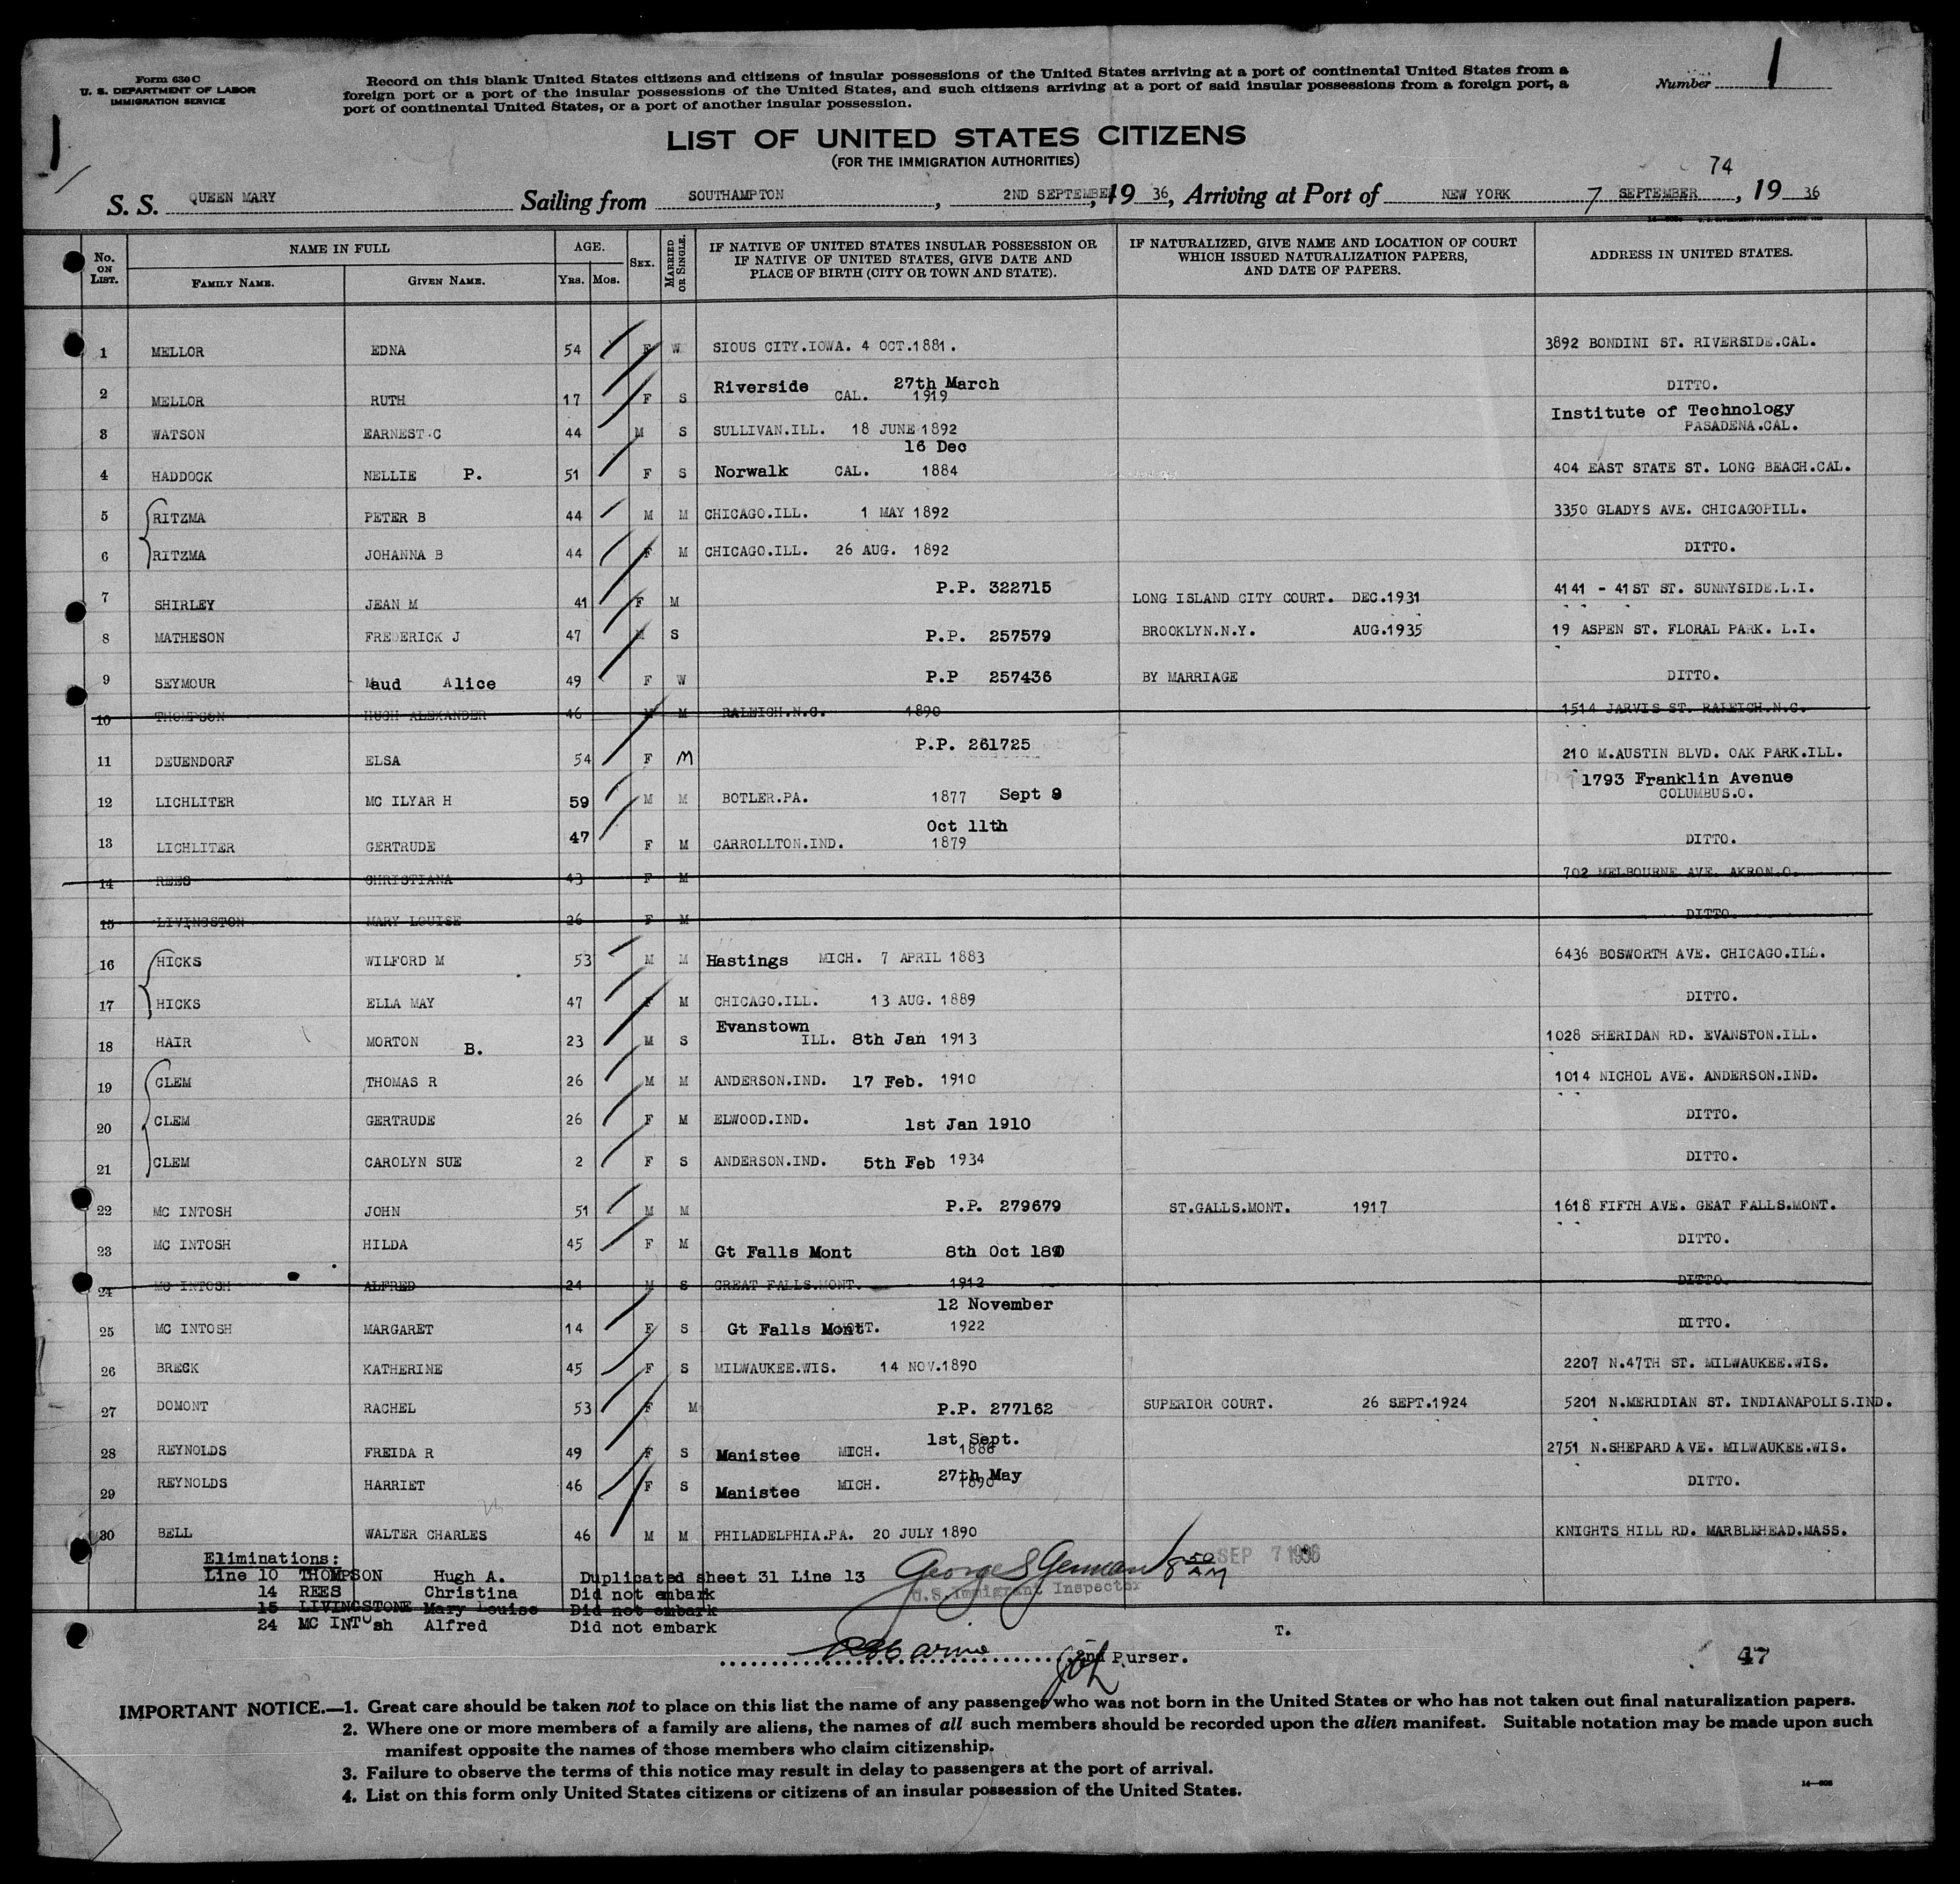 Form 630 C
U. S. DEPARTMENT OF LABOR
IMMIGRATION SERVICE
Record on this blank United States citizens and citizens of insular possessions of the United States arriving at a port of continental United States from a
foreign port or a port of the insular possessions of the United States, and such citizens arriving at a port of said insular possessions from a foreign port, a
port of continental United States, or a port of another insular possession.
Number 1
1
LIST OF UNITED STATES CITIZENS
(FOR THE IMMIGRATION AUTHORITIES)
74
S. S. QUEEN MARY Sailing from SOUTHAMPTON, 2ND SEPTEMBER, 19 36, Arriving at Port of NEW YORK 7 SEPTEMBER, 19 36
No. ON LIST. NAME IN FULL FAMILY NAME. GIVEN NAME. AGE. YRS. MOS. SEX. MARRIED OR SINGLE. IF NATIVE OF UNITED STATES INSULAR POSSESSION OR IF NATIVE OF UNITED STATES, GIVE DATE AND PLACE OF BIRTH (CITY OR TOWN AND STATE). IF NATURALIZED, GIVE NAME AND LOCATION OF COURT WHICH ISSUED NATURALIZATION PAPERS, AND DATE OF PAPERS. ADDRESS IN UNITED STATES.
1 MELLOR EDNA 54 F W SIOUS CITY.IOWA. 4 OCT.1881. 3892 BONDINI ST. RIVERSIDE.CAL.
2 MELLOR RUTH 17 F S Riverside CAL. 27th March 1919 DITTO.
3 WATSON EARNEST.C 44 M S SULLIVAN.ILL. 18 JUNE 1892 Institute of Technology PASADENA.CAL.
4 HADDOCK NELLIE P. 51 F S Norwalk CAL. 16 Dec 1884 404 EAST STATE ST. LONG BEACH.CAL.
5 RITZMA PETER B 44 M M CHICAGO.ILL. 1 MAY 1892 3350 GLADYS AVE. CHICAGOPILL.
6 RITZMA JOHANNA B 44 F M CHICAGO.ILL. 26 AUG. 1892 DITTO.
7 SHIRLEY JEAN M 41 F M P.P. 322715 LONG ISLAND CITY COURT. DEC.1931 4141 - 41ST ST. SUNNYSIDE.L.I.
8 MATHESON FREDERICK J 47 M S P.P. 257579 BROOKLYN.N.Y. AUG.1935 19 ASPEN ST. FLORAL PARK. L.I.
9 SEYMOUR Maud Alice 49 F W P.P 257436 BY MARRIAGE DITTO.
10 THOMPSON HUGH ALEXANDER 46 M M RALEIGH.N.C. 1890 1514 JARVIS ST. RALEIGH.N.C.
11 DEUENDORF ELSA 54 F M P.P. 261725 210 M.AUSTIN BLVD. OAK PARK.ILL.
12 LICHLITER MC ILYAR H 59 M M BOTLER.PA. 1877 Sept 9 1793 Franklin Avenue COLUMBUS.O.
13 LICHLITER GERTRUDE 47 F M CARROLLTON.IND. Oct 11th 1879 DITTO.
14 REES CHRISTIANA 43 F M 702 MELBOURNE AVE. AKRON.O.
15 LIVINGSTON MARY LOUISE 26 F M DITTO.
16 HICKS WILFORD M 53 M M Hastings MICH. 7 APRIL 1883 6436 BOSWORTH AVE. CHICAGO.ILL.
17 HICKS ELLA MAY 47 F M CHICAGO.ILL. 13 AUG. 1889 DITTO.
18 HAIR MORTON B. 23 M S Evanstown ILL. 8th Jan 1913 1028 SHERIDAN RD. EVANSTON.ILL.
19 CLEM THOMAS R 26 M M ANDERSON.IND. 17 Feb. 1910 1014 NICHOL AVE. ANDERSON.IND.
20 CLEM GERTRUDE 26 F M ELWOOD.IND. 1st Jan 1910 DITTO.
21 CLEM CAROLYN SUE 2 F S ANDERSON.IND. 5th Feb 1934 DITTO.
22 MC INTOSH JOHN 51 M M P.P. 279679 ST.GALLS.MONT. 1917 1618 FIFTH AVE. GEAT FALLS.MONT.
23 MC INTOSH HILDA 45 F M Gt Falls Mont 8th Oct 1890 DITTO.
24 MC INTOSH ALFRED 24 M S GREAT FALLS.MONT. 1912 DITTO.
25 MC INTOSH MARGARET 14 F S Gt Falls Mont. 12 November 1922 DITTO.
26 BRECK KATHERINE 45 F S MILWAUKEE.WIS. 14 NOV.1890 2207 N.47TH ST. MILWAUKEE.WIS.
27 DOMONT RACHEL 53 F M P.P. 277162 SUPERIOR COURT. 26 SEPT.1924 5201 N.MERIDIAN ST. INDIANAPOLIS.IND.
28 REYNOLDS FREIDA R 49 F S Manistee MICH. 1st Sept. 1886 2751 N.SHEPARD AVE. MILWAUKEE.WIS.
29 REYNOLDS HARRIET 46 F S Manistee MICH. 27th May 1890 DITTO.
30 BELL WALTER CHARLES 46 M M PHILADELPHIA.PA. 20 JULY 1890 KNIGHTS HILL RD. MARBLEHEAD.MASS.
Eliminations:
Line 10 THOMPSON Hugh A. Duplicated sheet 31 Line 13
14 REES Christina Did not embark
15 LIVINGSTONE Mary Louise Did not embark
24 MC INTOsh Alfred Did not embark
George S German 8 50 AM SEP 7 1936
U.S. Immigrant Inspector
T.
2nd Purser.
47
IMPORTANT NOTICE.—1. Great care should be taken not to place on this list the name of any passenger who was not born in the United States or who has not taken out final naturalization papers.
2. Where one or more members of a family are aliens, the names of all such members should be recorded upon the alien manifest. Suitable notation may be made upon such
manifest opposite the names of those members who claim citizenship.
3. Failure to observe the terms of this notice may result in delay to passengers at the port of arrival.
4. List on this form only United States citizens or citizens of an insular possession of the United States.